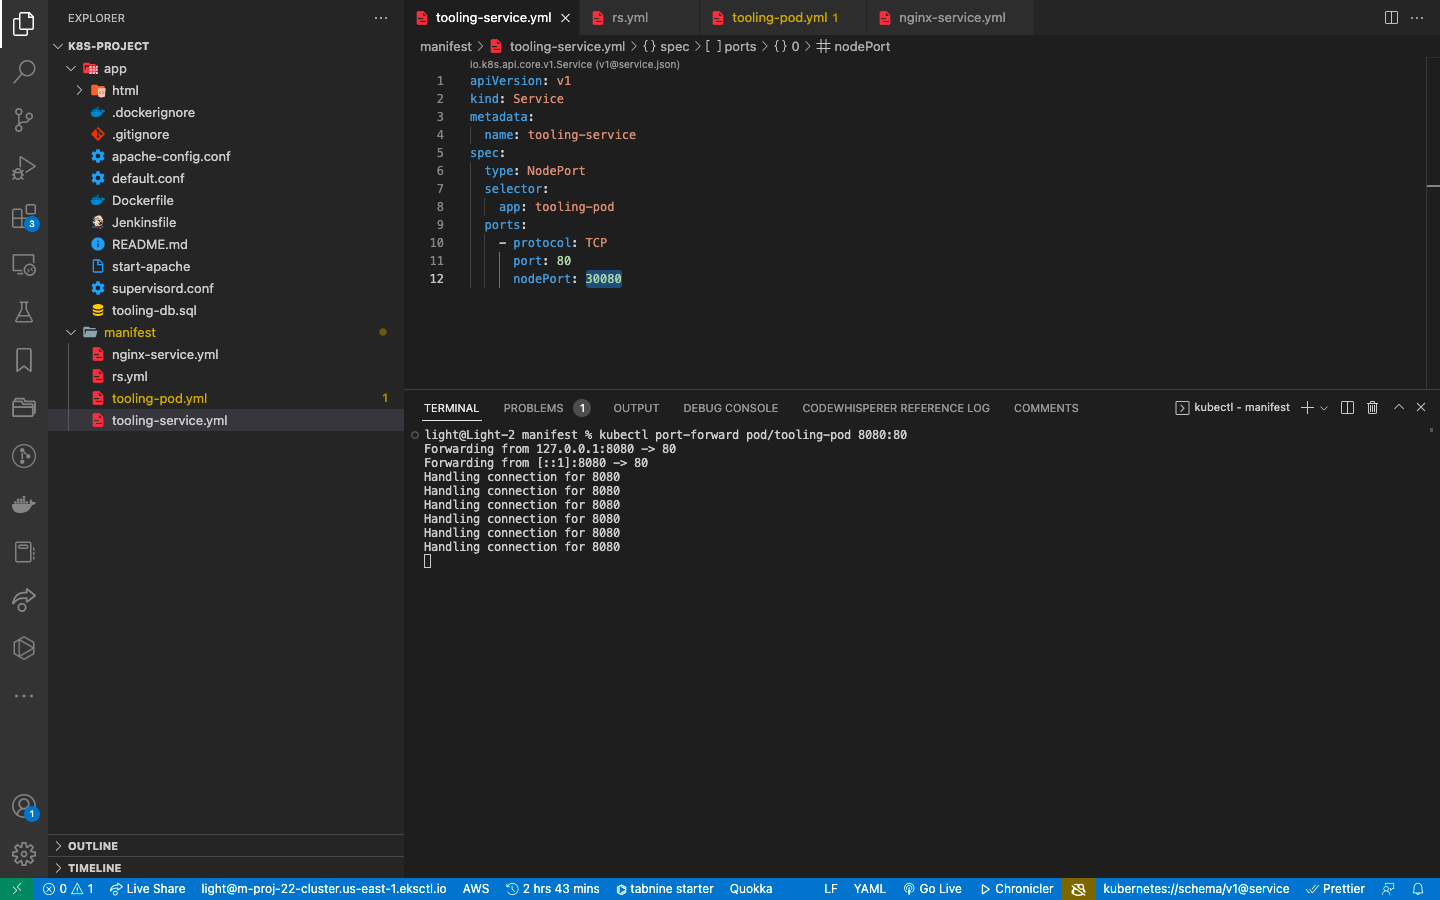 EXPLORER
K8S-PROJECT
app
html
.dockerignore
.gitignore
apache-config.conf
default.conf
Dockerfile
Jenkinsfile
README.md
start-apache
supervisord.conf
tooling-db.sql
manifest
nginx-service.yml
rs.yml
tooling-pod.yml 1
tooling-service.yml
OUTLINE
TIMELINE
3
1
tooling-service.yml rs.yml tooling-pod.yml 1 nginx-service.yml
manifest > tooling-service.yml > {} spec > [ ] ports > {} 0 > nodePort
io.k8s.api.core.v1.Service (v1@service.json)
1 apiVersion: v1
2 kind: Service
3 metadata:
4 name: tooling-service
5 spec:
6 type: NodePort
7 selector:
8 app: tooling-pod
9 ports:
10 - protocol: TCP
11 port: 80
12 nodePort: 30080
TERMINAL PROBLEMS 1 OUTPUT DEBUG CONSOLE CODEWHISPERER REFERENCE LOG COMMENTS kubectl - manifest
light@Light-2 manifest % kubectl port-forward pod/tooling-pod 8080:80
Forwarding from 127.0.0.1:8080 -> 80
Forwarding from [::1]:8080 -> 80
Handling connection for 8080
Handling connection for 8080
Handling connection for 8080
Handling connection for 8080
Handling connection for 8080
Handling connection for 8080
0 1 Live Share light@m-proj-22-cluster.us-east-1.eksctl.io AWS 2 hrs 43 mins tabnine starter Quokka LF YAML Go Live Chronicler kubernetes://schema/v1@service Prettier